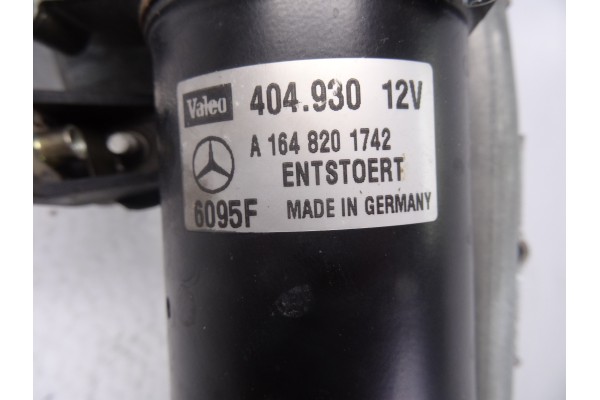 Valeo 404.930 12V
A 164 820 1742
ENTSTOERT
6095F MADE IN GERMANY